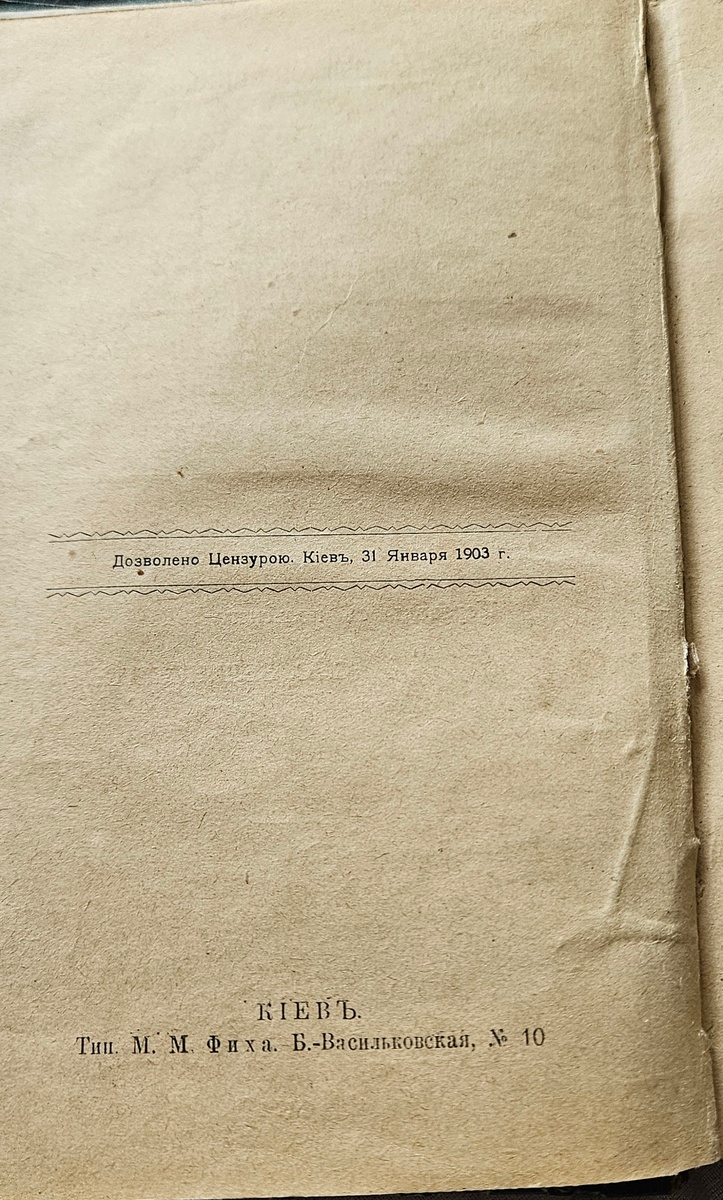 Дозволено Цензурою. Кіевъ, 31 Января 1903 г.
КІЕВЪ.
Тип. М. М. Фиха. Б.-Васильковская, № 10